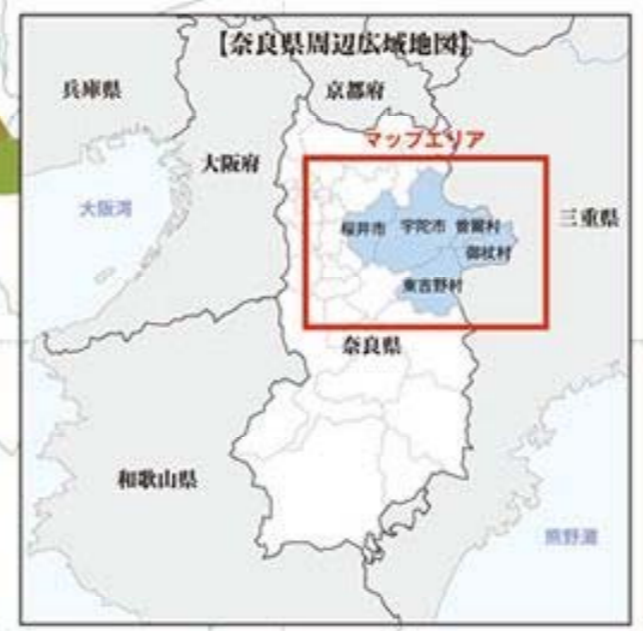 【奈良県周辺広域地図】
兵庫県
京都府
マップエリア
大阪府
大阪湾
桜井市
宇陀市
曽爾村
三重県
御杖村
東吉野村
奈良県
和歌山県
熊野灘